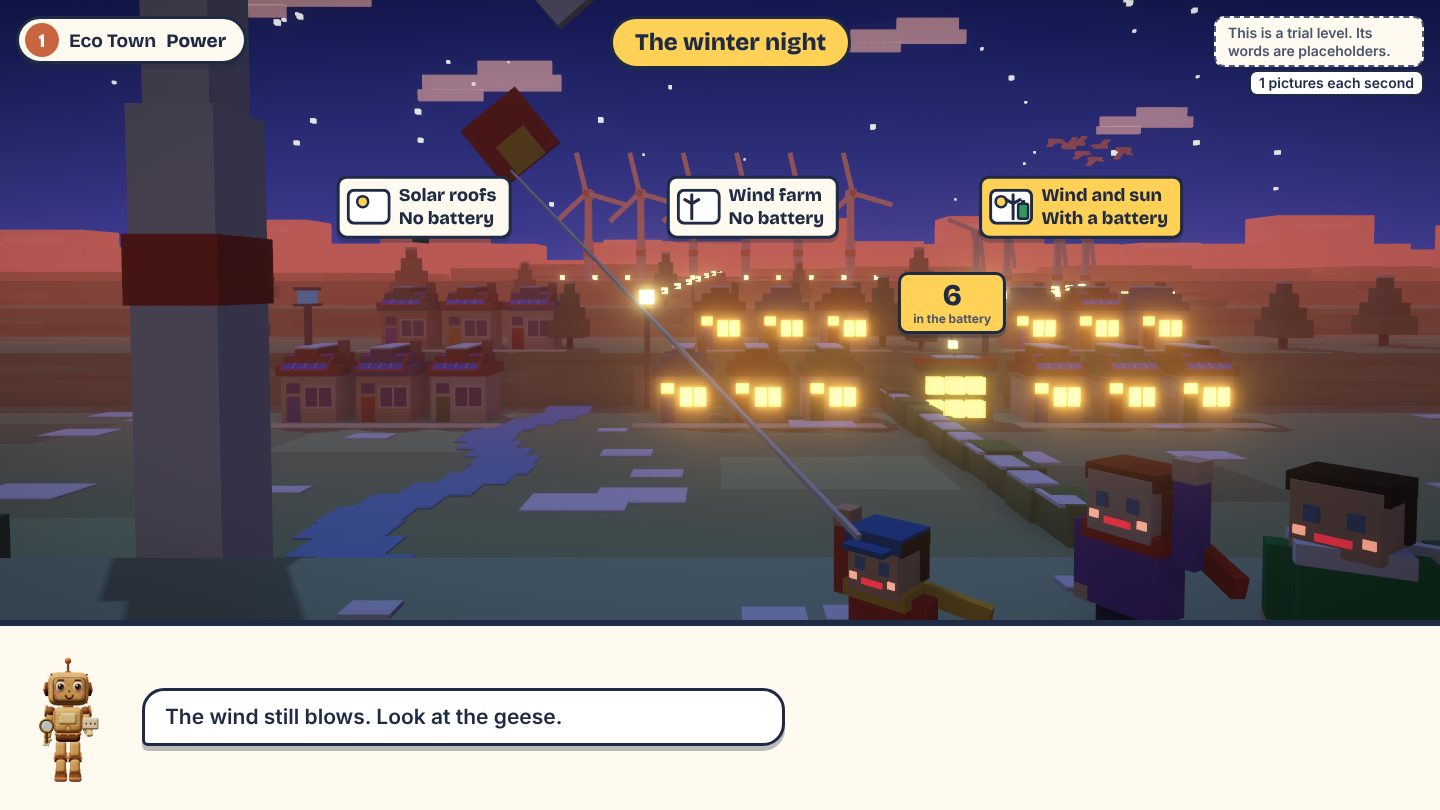 1 Eco Town Power
The winter night
This is a trial level. Its
words are placeholders.
1 pictures each second
Solar roofs
No battery
Wind farm
No battery
Wind and sun
With a battery
6
in the battery
The wind still blows. Look at the geese.